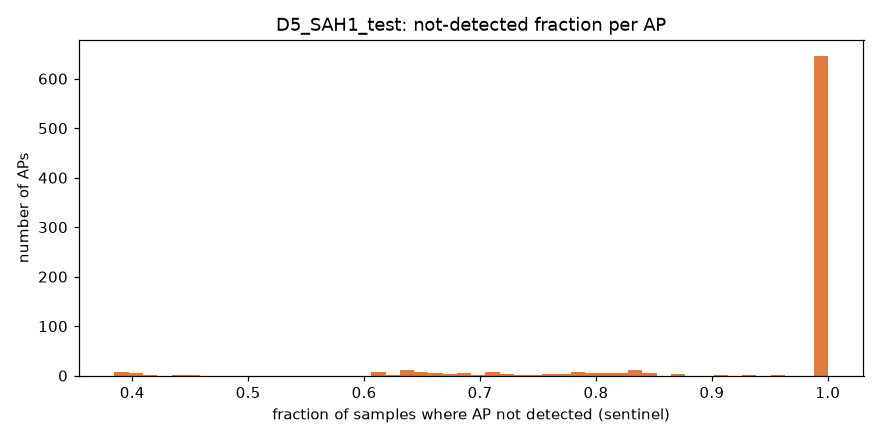 D5_SAH1_test: not-detected fraction per AP
number of APs
600
500
400
300
200
100
0
0.4 0.5 0.6 0.7 0.8 0.9 1.0
fraction of samples where AP not detected (sentinel)